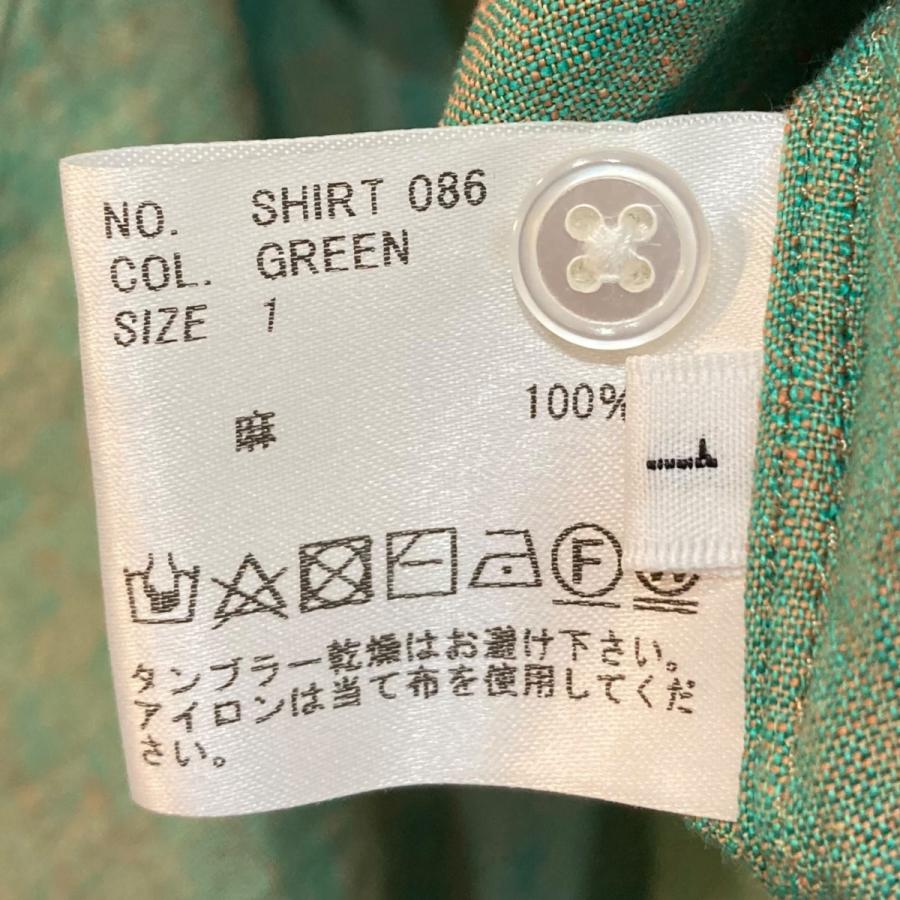 NO. SHIRT 086
COL. GREEN
SIZE 1
麻 100%
1
F
W
タンブラー乾燥はお避け下さい。
アイロンは当て布を使用してくだ
さい。